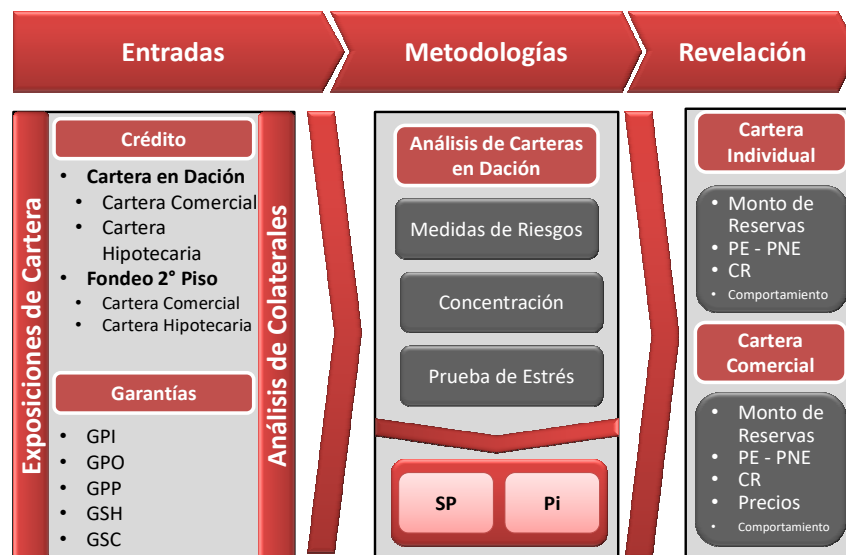 Entradas
Metodologías
Revelación
Exposiciones de Cartera
Crédito
• Cartera en Dación
• Cartera Comercial
• Cartera
Hipotecaria
• Fondeo 2° Piso
• Cartera Comercial
• Cartera Hipotecaria
Garantías
• GPI
• GPO
• GPP
• GSH
• GSC
Análisis de Colaterales
Análisis de Carteras
en Dación
Medidas de Riesgos
Concentración
Prueba de Estrés
SP
Pi
Cartera
Individual
• Monto de
Reservas
• PE - PNE
• CR
• Comportamiento
Cartera
Comercial
• Monto de
Reservas
• PE - PNE
• CR
• Precios
• Comportamiento